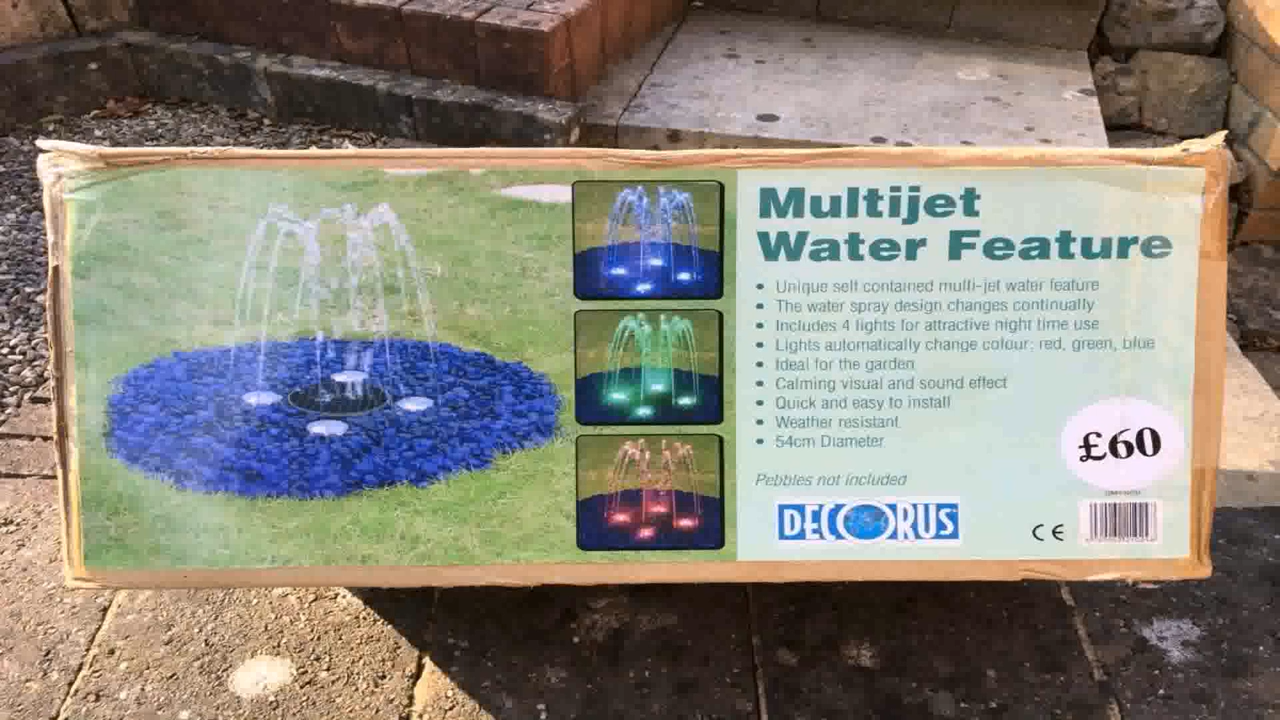 Multijet
Water Feature
• Unique self contained multi-jet water feature
• The water spray design changes continually
• Includes 4 lights for attractive night time use
• Lights automatically change colour: red, green, blue
• Ideal for the garden
• Calming visual and sound effect
• Quick and easy to install
• Weather resistant
• 54cm Diameter
£60
Pebbles not included
DECORUS
CE